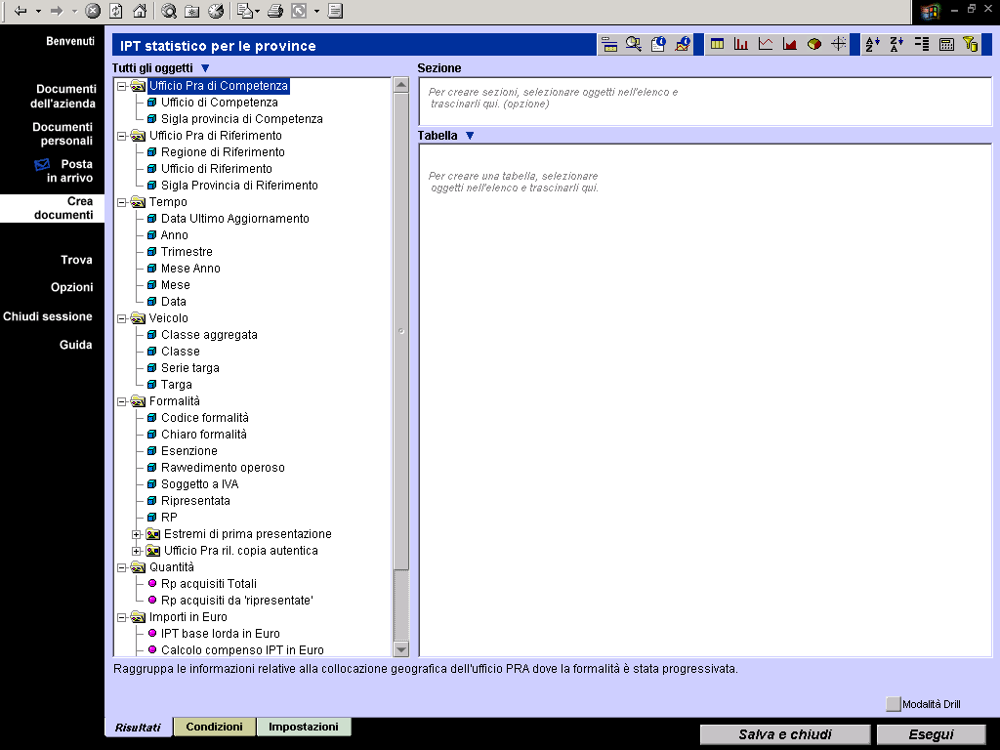 Benvenuti
Documenti
dell'azienda
Documenti
personali
Posta
in arrivo
Crea
documenti
Trova
Opzioni
Chiudi sessione
Guida
IPT statistico per le province
Tutti gli oggetti
Ufficio Pra di Competenza
Ufficio di Competenza
Sigla provincia di Competenza
Ufficio Pra di Riferimento
Regione di Riferimento
Ufficio di Riferimento
Sigla Provincia di Riferimento
Tempo
Data Ultimo Aggiornamento
Anno
Trimestre
Mese Anno
Mese
Data
Veicolo
Classe aggregata
Classe
Serie targa
Targa
Formalità
Codice formalità
Chiaro formalità
Esenzione
Ravvedimento operoso
Soggetto a IVA
Ripresentata
RP
Estremi di prima presentazione
Ufficio Pra ril. copia autentica
Quantità
Rp acquisiti Totali
Rp acquisiti da 'ripresentate'
Importi in Euro
IPT base lorda in Euro
Calcolo compenso IPT in Euro
Sezione
Per creare sezioni, selezionare oggetti nell'elenco e
trascinarli qui. (opzione)
Tabella
Per creare una tabella, selezionare
oggetti nell'elenco e trascinarli qui.
Raggruppa le informazioni relative alla collocazione geografica dell'ufficio PRA dove la formalità è stata progressivata.
Modalità Drill
Risultati
Condizioni
Impostazioni
Salva e chiudi
Esegui